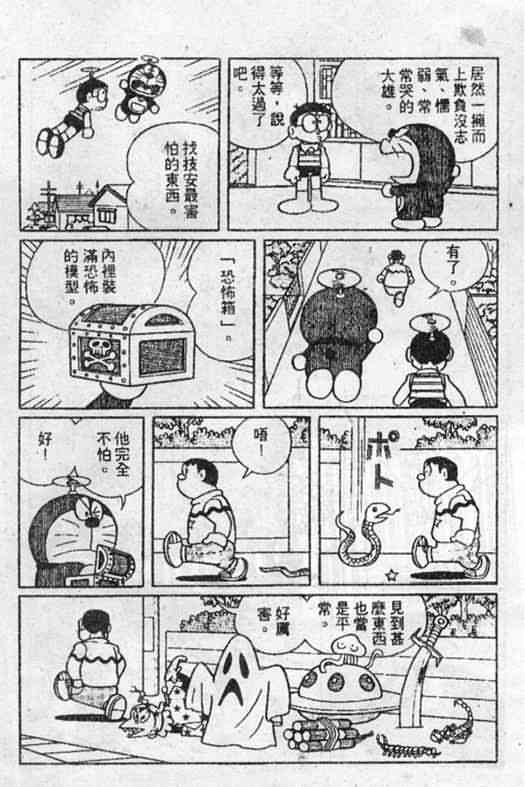 居然一擁而
上欺負沒志
氣、懦
弱、常
常哭的
大雄。
等等，說
得太過了
吧。
找技安最害
怕的東西。
有了。
「恐怖箱」。
內裡裝
滿恐怖
的模型。
ポトッ
唔！
他完全
不怕。
好！
見到甚
麼東西
也當
是平
常。
好厲
害。